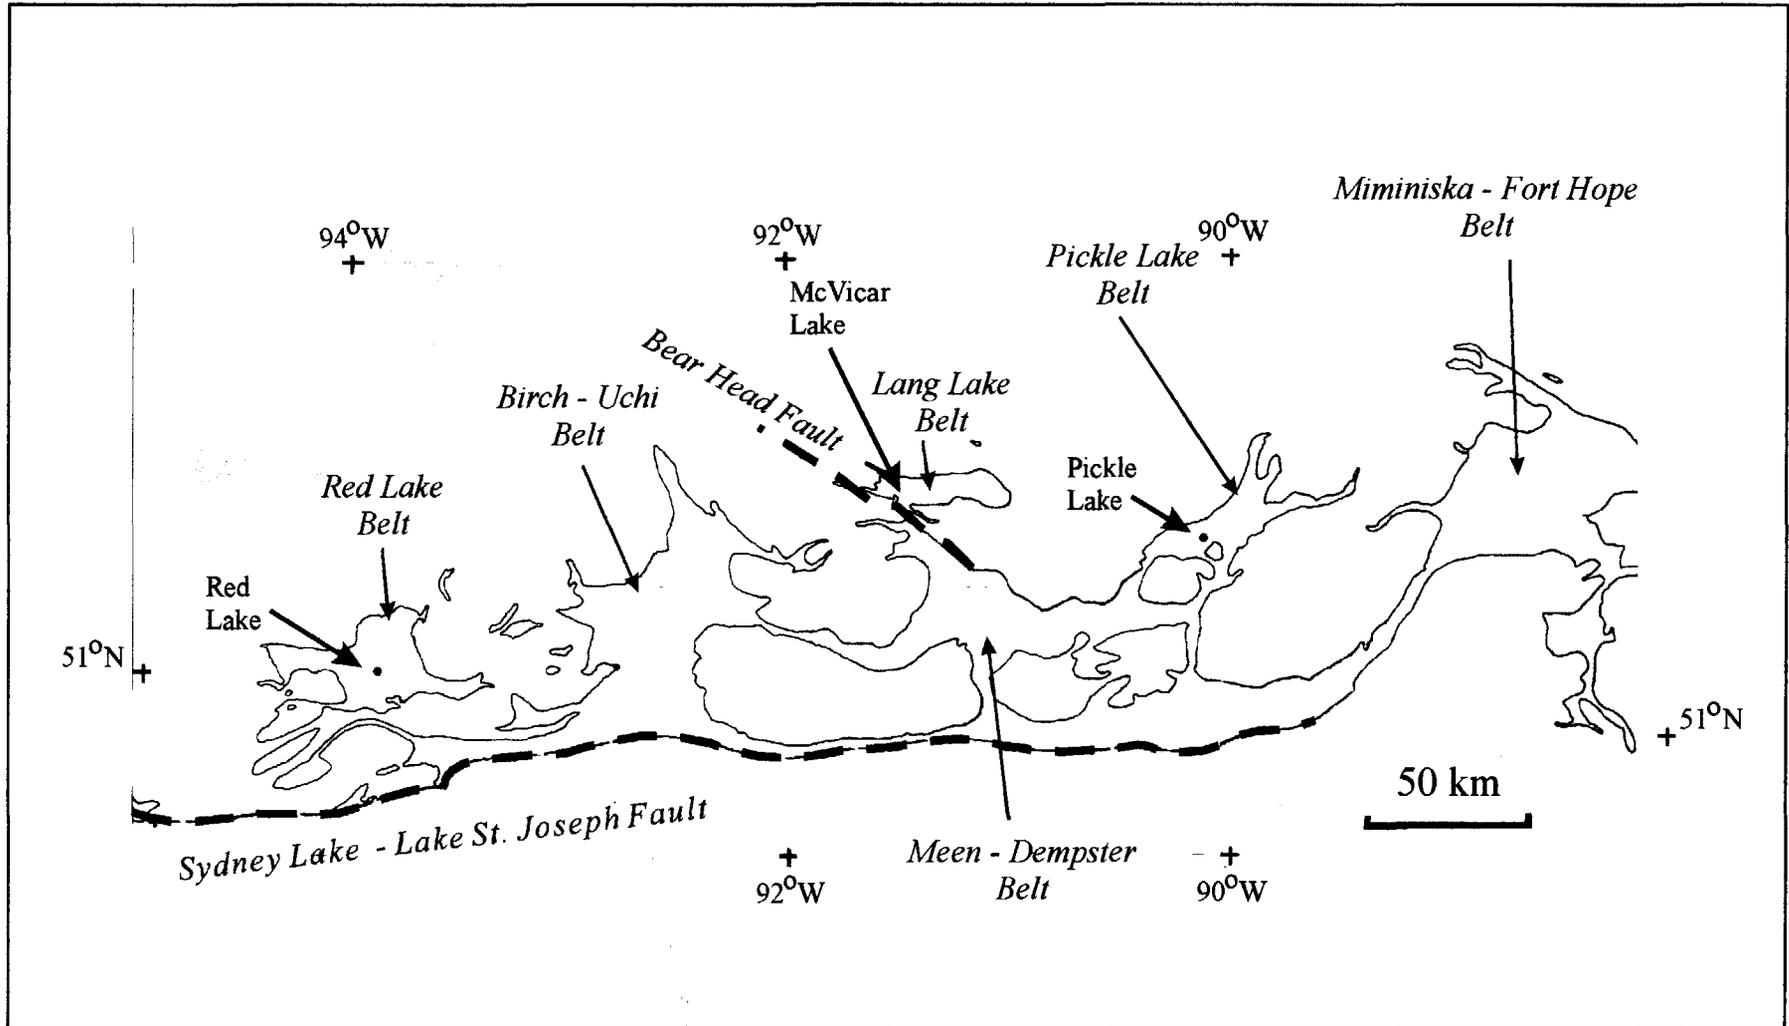 Mininiska - Fort Hope
Belt
94°W
92°W
90°W
Pickle Lake
Belt
McVicar
Lake
Bear Head Fault
Lang Lake
Belt
Birch - Uchi
Belt
Pickle
Lake
Red Lake
Belt
Red
Lake
51°N
51°N
50 km
Sydney Lake - Lake St. Joseph Fault
Meen - Dempster
Belt
92°W
90°W